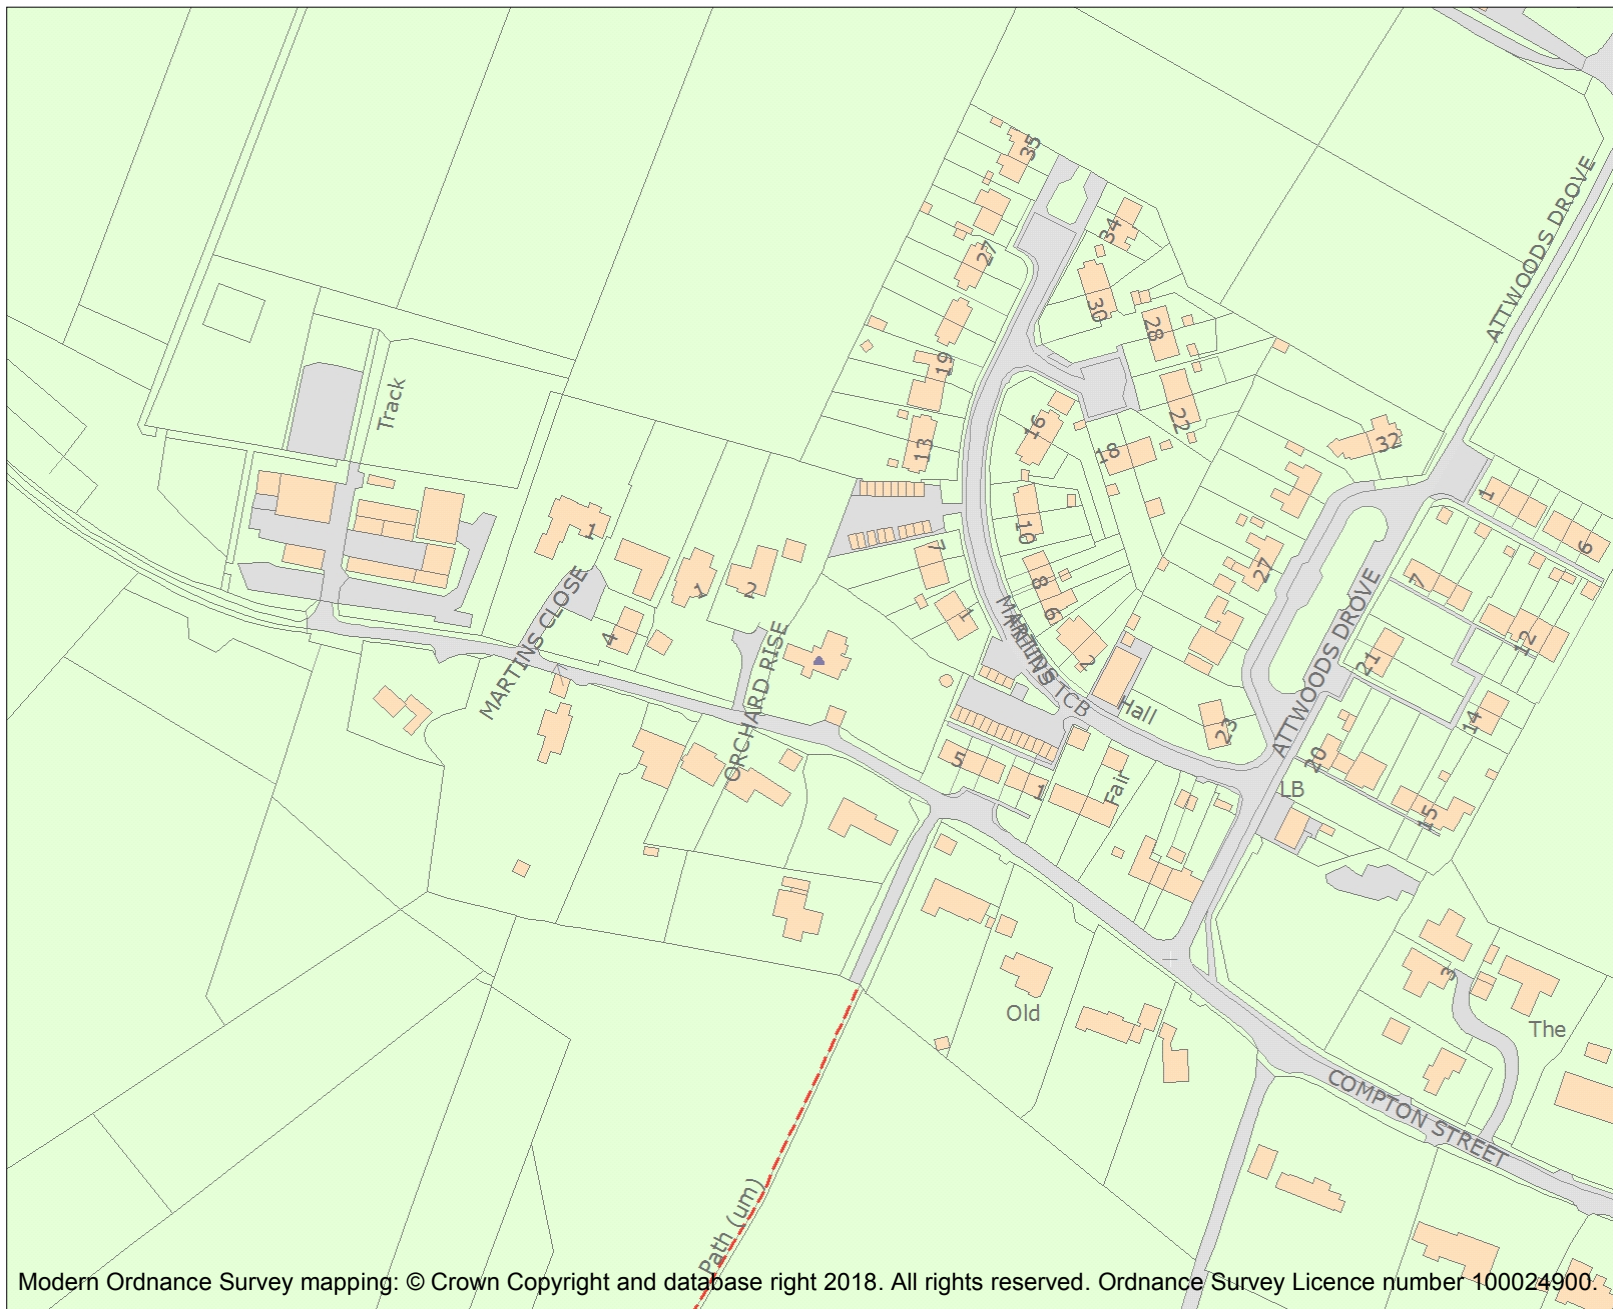 35
34
27
ATTWOODS DROVE
30
28
19
Track
22
16
13
18
32
1
10
7
1
6
27
7
8
1
2
6
1
12
4
2
21
MARTINS CLOSE
ORCHARD RISE
MARTINS
TCB
Hall
23
ATTWOODS DROVE
14
5
1
Fair
20
LB
15
3
Old
The
COMPTON STREET
Path (um)
Modern Ordnance Survey mapping: © Crown Copyright and database right 2018. All rights reserved. Ordnance Survey Licence number 100024900.